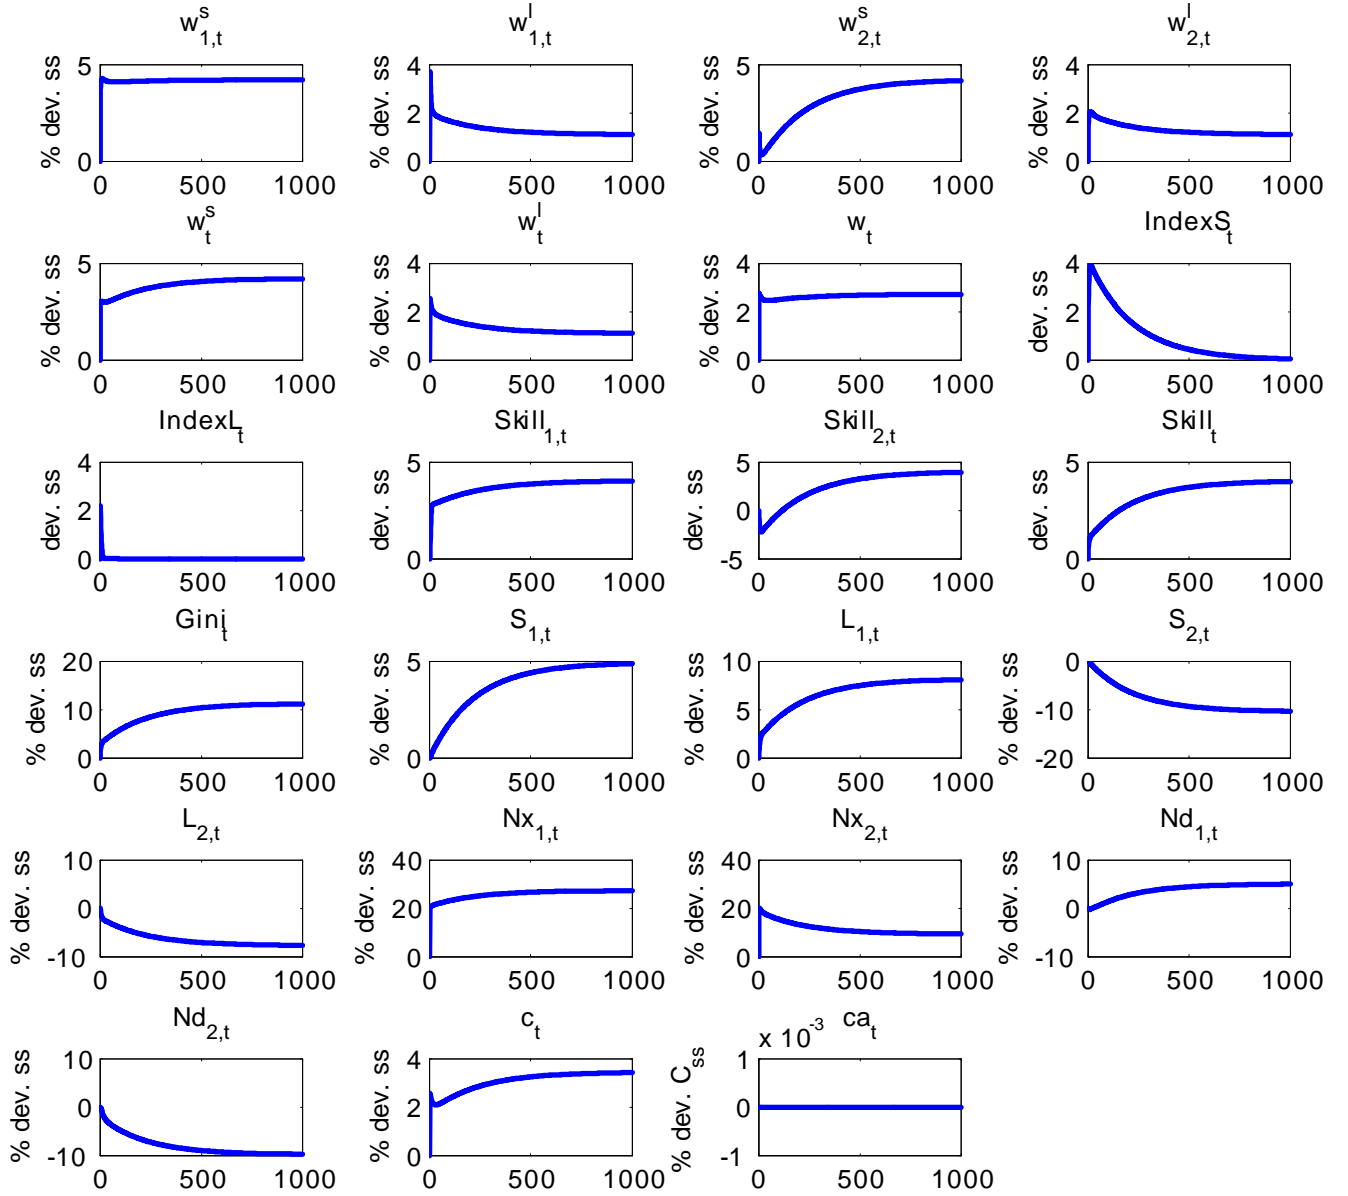 w^s_{1,t} w^l_{1,t} w^s_{2,t} w^l_{2,t}
% dev. ss 5 0 0 500 1000 % dev. ss 4 2 0 0 500 1000 % dev. ss 5 0 0 500 1000 % dev. ss 4 2 0 0 500 1000
w^s_t w^l_t w_t IndexS_t
% dev. ss 5 0 0 500 1000 % dev. ss 4 2 0 0 500 1000 % dev. ss 4 2 0 0 500 1000 dev. ss 4 2 0 0 500 1000
IndexL_t Skill_{1,t} Skill_{2,t} Skill_t
dev. ss 4 2 0 0 500 1000 dev. ss 5 0 0 500 1000 dev. ss 5 0 -5 0 500 1000 dev. ss 5 0 0 500 1000
Gini_t S_{1,t} L_{1,t} S_{2,t}
% dev. ss 20 10 0 0 500 1000 % dev. ss 5 0 0 500 1000 % dev. ss 10 5 0 0 500 1000 % dev. ss 0 -10 -20 0 500 1000
L_{2,t} Nx_{1,t} Nx_{2,t} Nd_{1,t}
% dev. ss 10 0 -10 0 500 1000 % dev. ss 40 20 0 0 500 1000 % dev. ss 40 20 0 0 500 1000 % dev. ss 10 0 -10 0 500 1000
Nd_{2,t} c_t ca_t
% dev. ss 10 0 -10 0 500 1000 % dev. ss 4 2 0 0 500 1000 % dev. C_{ss} x 10^{-3} 1 0 -1 0 500 1000